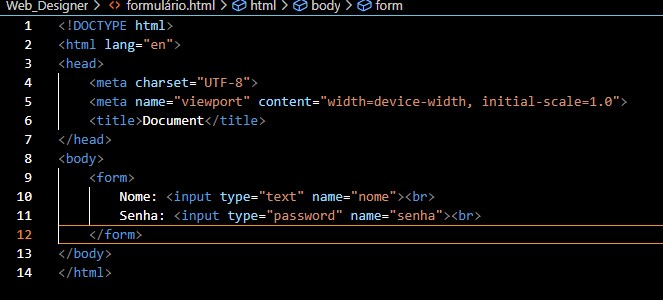 Web_Designer > <> formulário.html > html > body > form
1 <!DOCTYPE html>
2 <html lang="en">
3 <head>
4 <meta charset="UTF-8">
5 <meta name="viewport" content="width=device-width, initial-scale=1.0">
6 <title>Document</title>
7 </head>
8 <body>
9 <form>
10 Nome: <input type="text" name="nome"><br>
11 Senha: <input type="password" name="senha"><br>
12 </form>
13 </body>
14 </html>